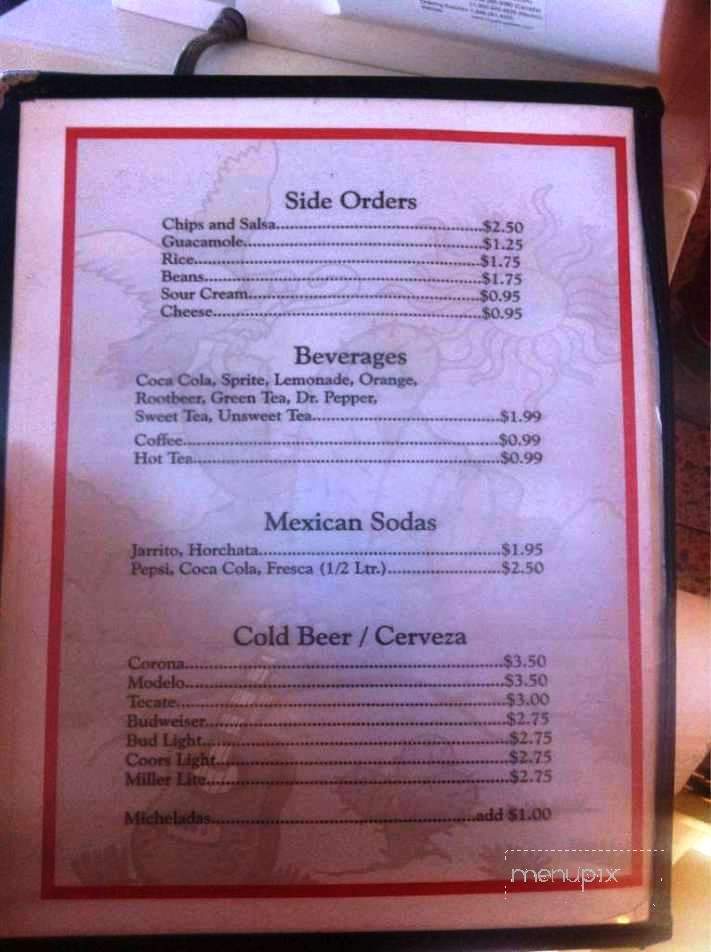 Side Orders
Chips and Salsa..........................................$2.50
Guacamole................................................$1.25
Rice.....................................................$1.75
Beans....................................................$1.75
Sour Cream...............................................$0.95
Cheese...................................................$0.95
Beverages
Coca Cola, Sprite, Lemonade, Orange,
Rootbeer, Green Tea, Dr. Pepper,
Sweet Tea, Unsweet Tea...................................$1.99
Coffee...................................................$0.99
Hot Tea..................................................$0.99
Mexican Sodas
Jarrito, Horchata........................................$1.95
Pepsi, Coca Cola, Fresca (1/2 Ltr.)......................$2.50
Cold Beer / Cerveza
Corona...................................................$3.50
Modelo...................................................$3.50
Tecate...................................................$3.00
Budweiser................................................$2.75
Bud Light................................................$2.75
Coors Light..............................................$2.75
Miller Lite..............................................$2.75
Micheladas...............................................add $1.00
menupix